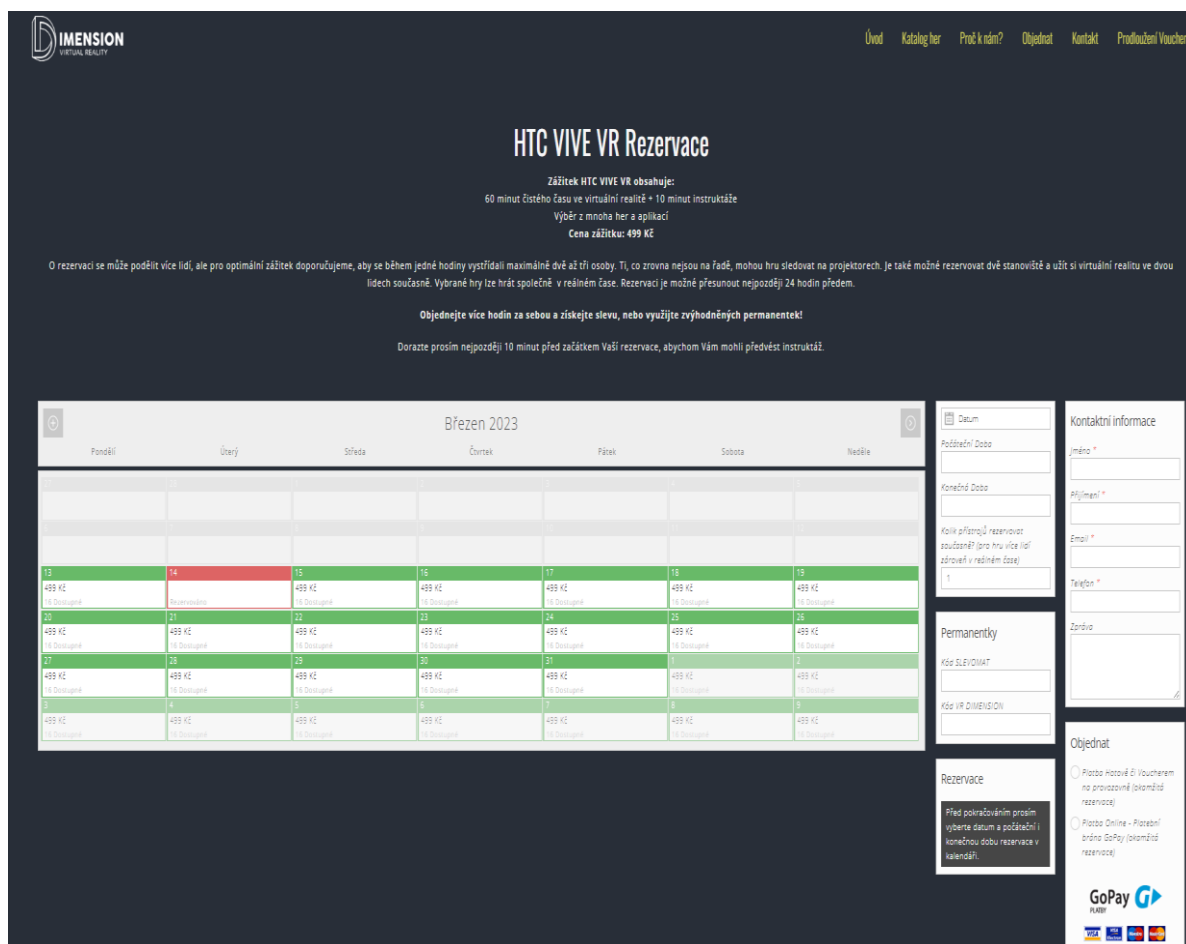 DIMENSION
VIRTUAL REALITY
Úvod Katalog her Proč k nám? Objednat Kontakt Prodloužení Voucher
HTC VIVE VR Rezervace
Zážitek HTC VIVE VR obsahuje:
60 minut čistého času ve virtuální realitě + 10 minut instruktáže
Výběr z mnoha her a aplikací
Cena zážitku: 499 Kč
O rezervaci se může podělit více lidí, ale pro optimální zážitek doporučujeme, aby se během jedné hodiny vystřídali maximálně dvě až tři osoby. Ti, co zrovna nejsou na řadě, mohou hru sledovat na projektorech. Je také možné rezervovat dvě stanoviště a užít si virtuální realitu ve dvou
lidech současně. Vybrané hry lze hrát společně v reálném čase. Rezervaci je možné přesunout nejpozději 24 hodin předem.
Objednejte více hodin za sebou a získejte slevu, nebo využijte zvýhodněných permanentek!
Dorazte prosím nejpozději 10 minut před začátkem Vaší rezervace, abychom Vám mohli předvést instruktáž.
Březen 2023
Pondělí Úterý Středa Čtvrtek Pátek Sobota Neděle
13 14 15 16 17 18 19
499 Kč 499 Kč 499 Kč 499 Kč 499 Kč 499 Kč
16 Dostupné Rezervováno 16 Dostupné 16 Dostupné 16 Dostupné 16 Dostupné 16 Dostupné
20 21 22 23 24 25 26
499 Kč 499 Kč 499 Kč 499 Kč 499 Kč 499 Kč 499 Kč
16 Dostupné 16 Dostupné 16 Dostupné 16 Dostupné 16 Dostupné 16 Dostupné 16 Dostupné
27 28 29 30 31 1 2
499 Kč 499 Kč 499 Kč 499 Kč 499 Kč 499 Kč 499 Kč
16 Dostupné 16 Dostupné 16 Dostupné 16 Dostupné 16 Dostupné 16 Dostupné 16 Dostupné
3 4 5 6 7 8 9
499 Kč 499 Kč 499 Kč 499 Kč 499 Kč 499 Kč 499 Kč
16 Dostupné 16 Dostupné 16 Dostupné 16 Dostupné 16 Dostupné 16 Dostupné 16 Dostupné
Datum
Počáteční Doba
Konečná Doba
Kolik přístrojů rezervovat
současně? (pro hru více lidí
zároveň v reálném čase)
1
Permanentky
Kód SLEVOMAT
Kód VR DIMENSION
Rezervace
Před pokračováním prosím
vyberte datum a počáteční i
konečnou dobu rezervace v
kalendáři.
Kontaktní informace
Jméno *
Příjímení *
Email *
Telefon *
Zpráva
Objednat
Platba Hotově či Voucherem
na provozovně (okamžitá
rezervace)
Platba Online - Platební
brána GoPay (okamžitá
rezervace)
GoPay
PLATBY
VISA